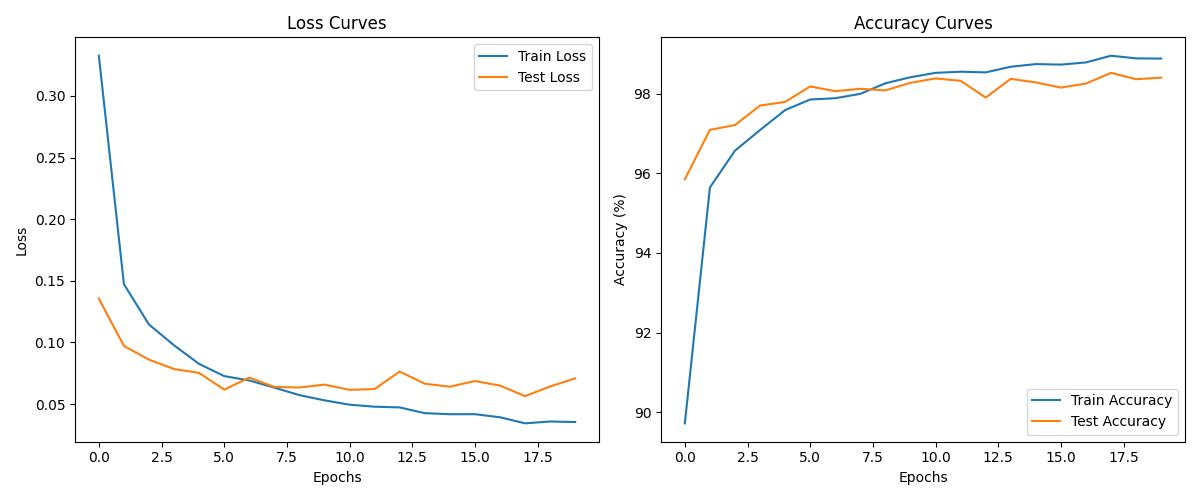 Loss Curves
Train Loss
Test Loss
0.30
0.25
0.20
0.15
0.10
0.05
Loss
0.0 2.5 5.0 7.5 10.0 12.5 15.0 17.5
Epochs
Accuracy Curves
98
96
94
92
90
Accuracy (%)
Train Accuracy
Test Accuracy
0.0 2.5 5.0 7.5 10.0 12.5 15.0 17.5
Epochs